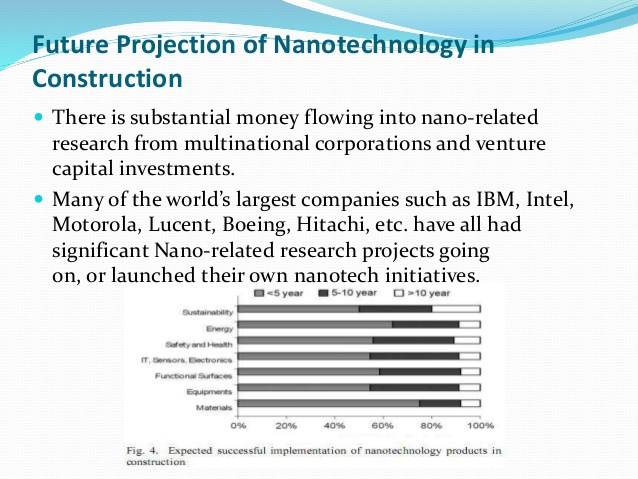 Future Projection of Nanotechnology in
Construction
There is substantial money flowing into nano-related
research from multinational corporations and venture
capital investments.
Many of the world's largest companies such as IBM, Intel,
Motorola, Lucent, Boeing, Hitachi, etc. have all had
significant Nano-related research projects going
on, or launched their own nanotech initiatives.
<5 year 5-10 year >10 year
Sustainability
Energy
Safety and Health
IT, Sensors, Electronics
Functional Surfaces
Equipments
Materials
0% 20% 40% 60% 80% 100%
Fig. 4. Expected successful implementation of nanotechnology products in
construction